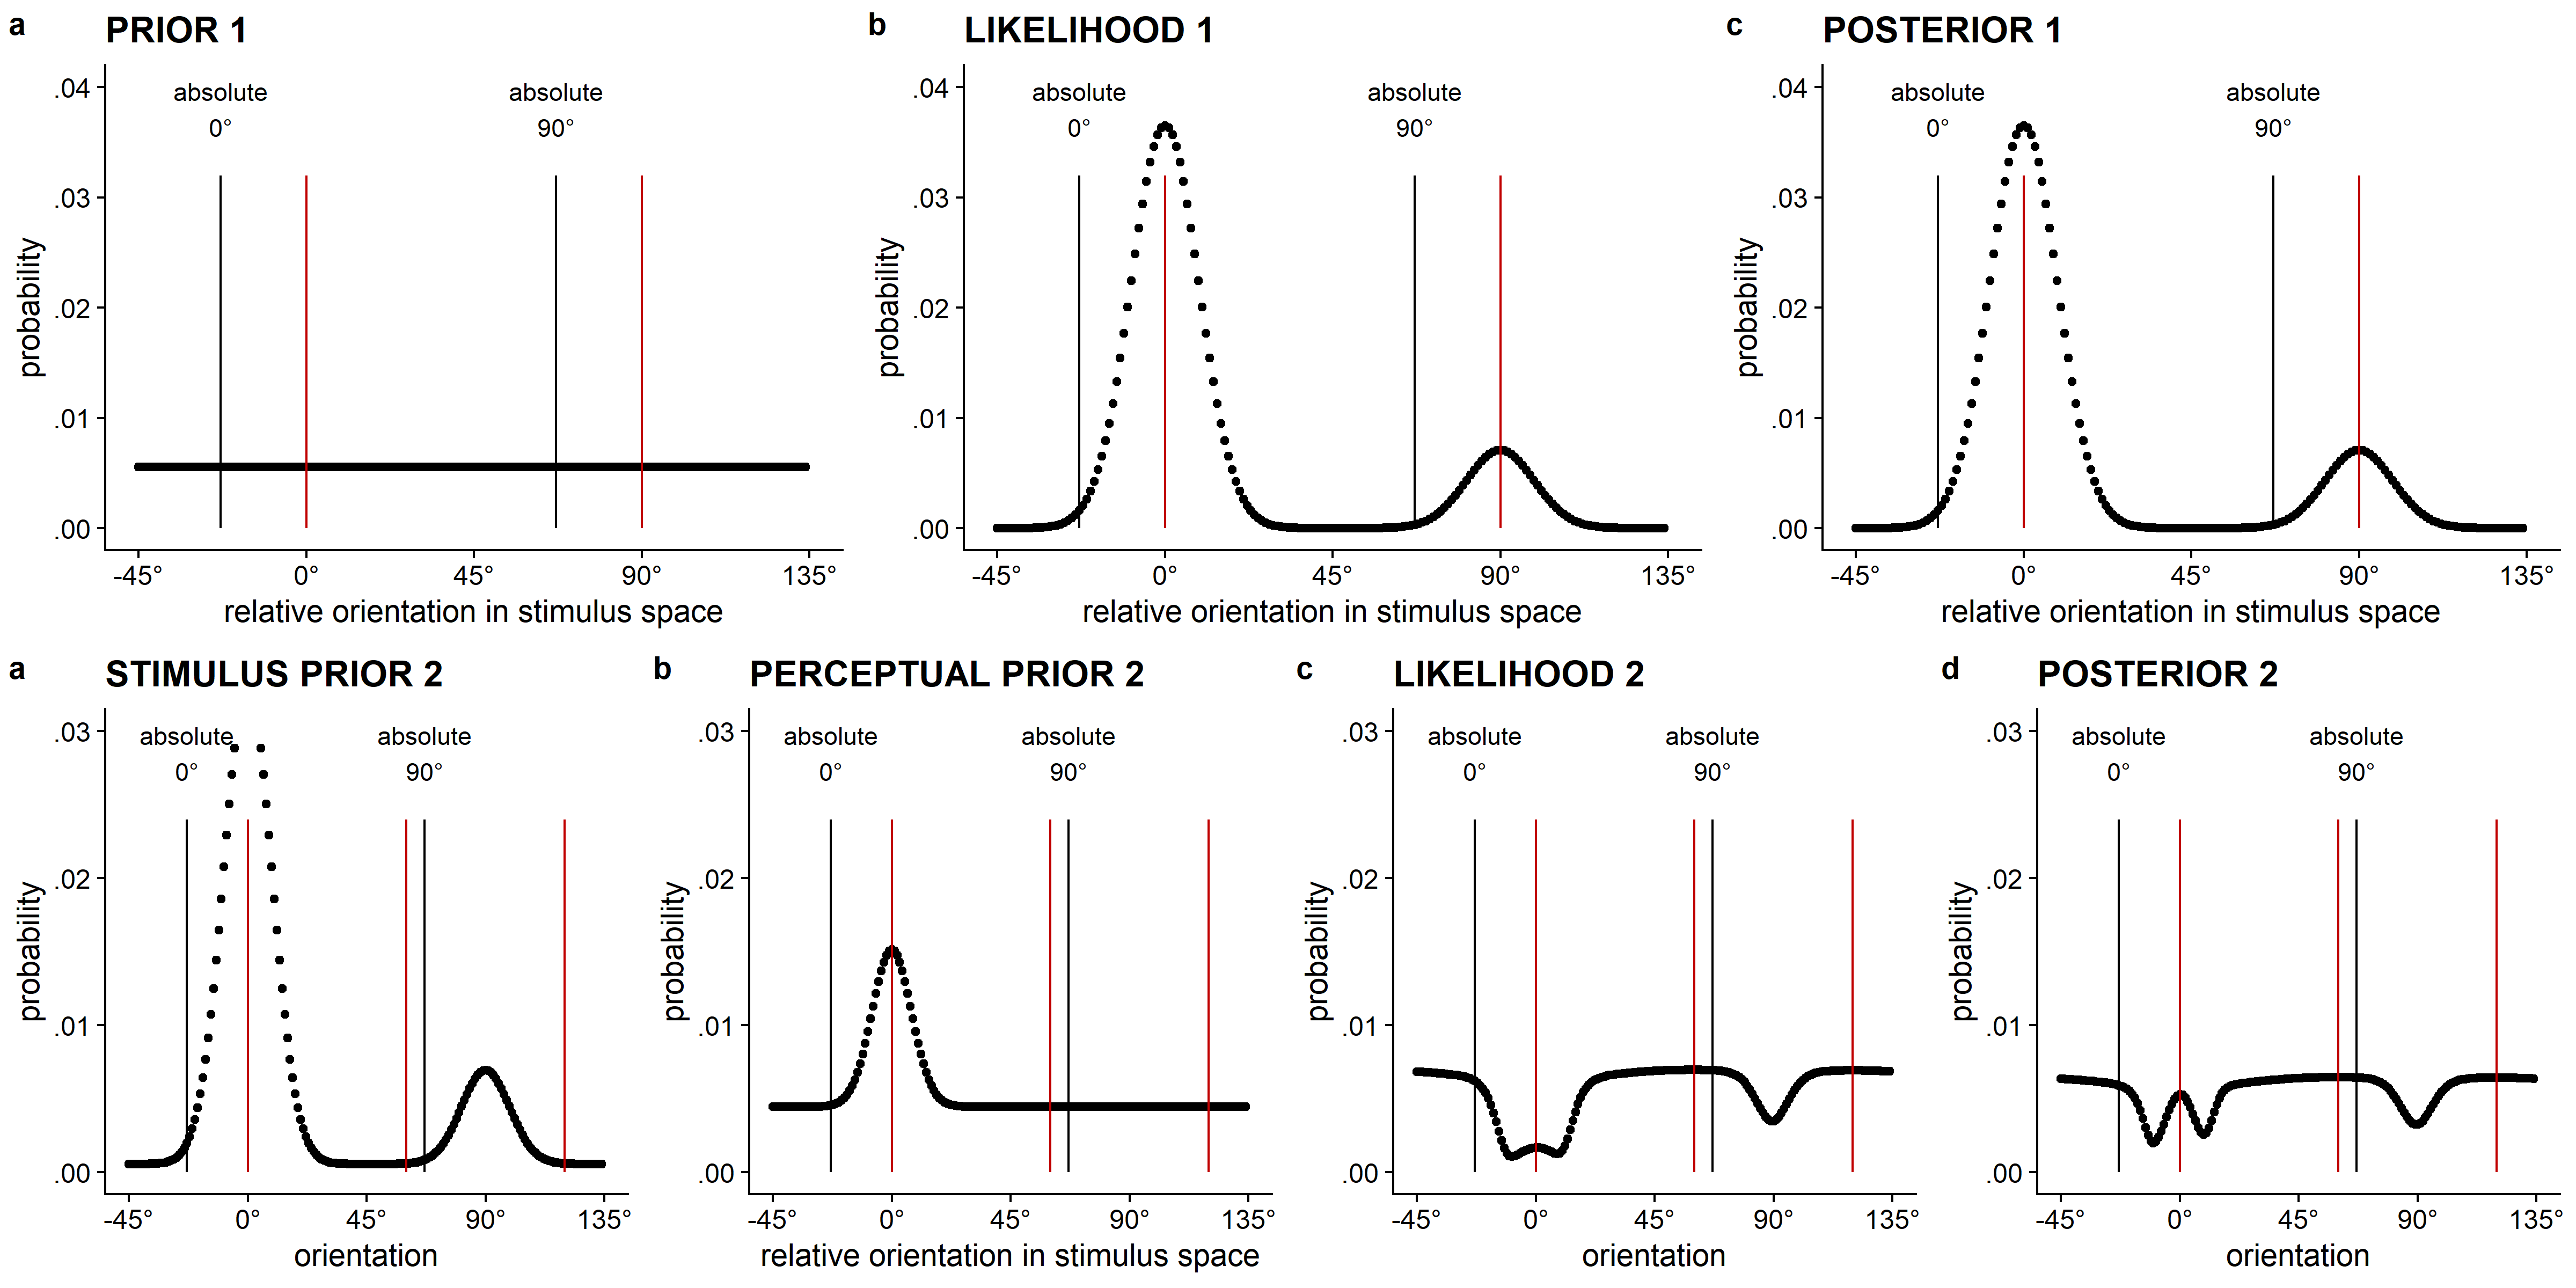 a PRIOR 1
.04
.03
.02
.01
.00
probability
absolute
0°
absolute
90°
-45° 0° 45° 90° 135°
relative orientation in stimulus space
b LIKELIHOOD 1
.04
.03
.02
.01
.00
probability
absolute
0°
absolute
90°
-45° 0° 45° 90° 135°
relative orientation in stimulus space
c POSTERIOR 1
.04
.03
.02
.01
.00
probability
absolute
0°
absolute
90°
-45° 0° 45° 90° 135°
relative orientation in stimulus space
a STIMULUS PRIOR 2
.03
.02
.01
.00
probability
absolute
0°
absolute
90°
-45° 0° 45° 90° 135°
orientation
b PERCEPTUAL PRIOR 2
.03
.02
.01
.00
probability
absolute
0°
absolute
90°
-45° 0° 45° 90° 135°
relative orientation in stimulus space
c LIKELIHOOD 2
.03
.02
.01
.00
probability
absolute
0°
absolute
90°
-45° 0° 45° 90° 135°
orientation
d POSTERIOR 2
.03
.02
.01
.00
probability
absolute
0°
absolute
90°
-45° 0° 45° 90° 135°
orientation